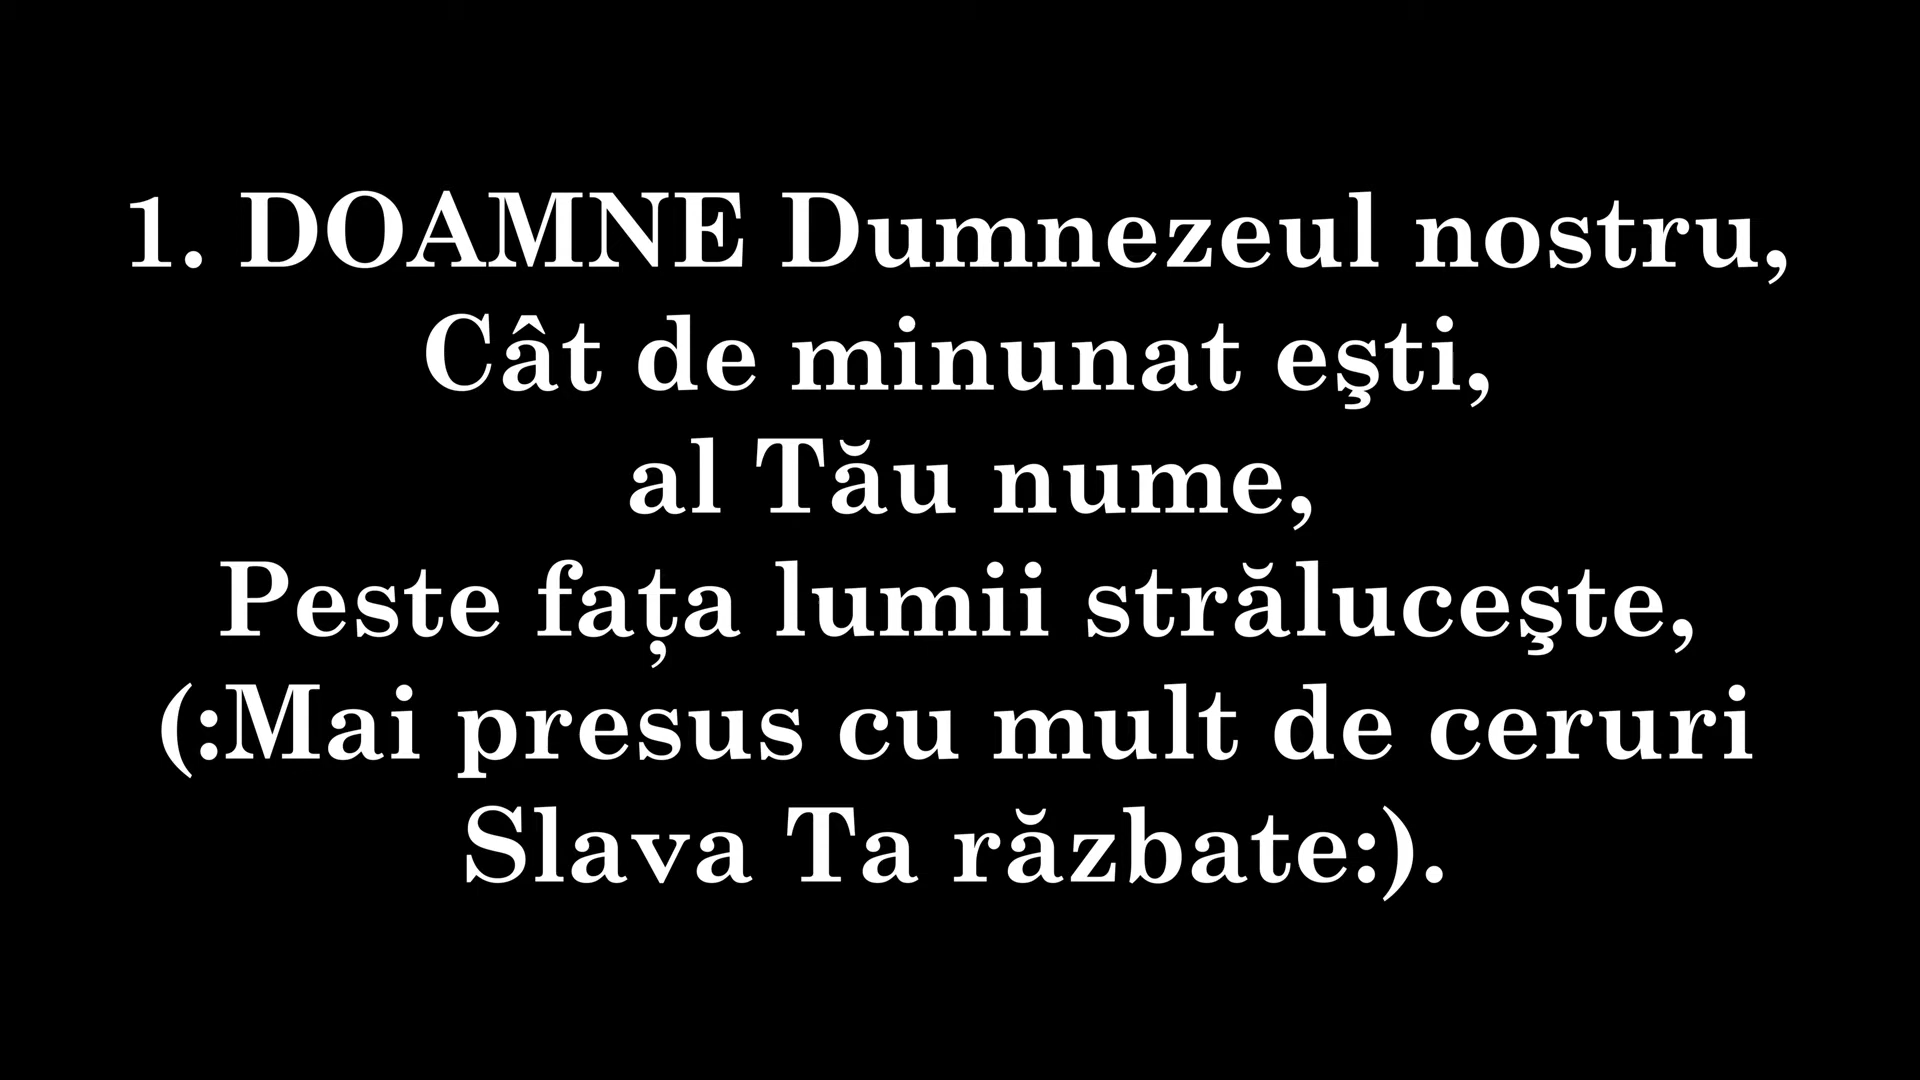 1. DOAMNE Dumnezeul nostru,
Cât de minunat eşti,
al Tău nume,
Peste fața lumii străluceşte,
(:Mai presus cu mult de ceruri
Slava Ta răzbate:).